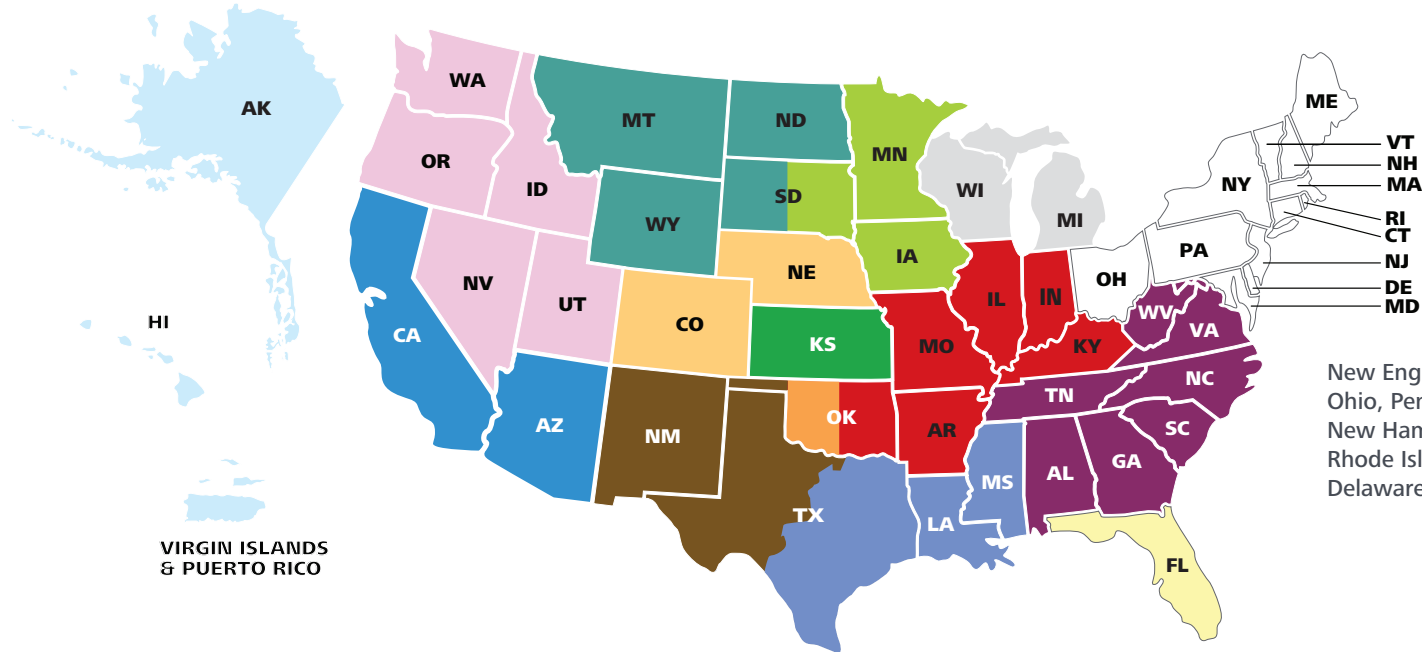 ME
WA
AK
MT
ND
VT
MN
OR
NH
NY
MA
ID
WI
SD
MI
RI
WY
CT
PA
IA
NJ
NE
OH
NV
DE
IL
IN
UT
MD
HI
WV
CO
VA
CA
KS
MO
KY
New Eng
NC
TN
Ohio, Pen
OK
AZ
New Ham
SC
AR
NM
Rhode Isl
GA
AL
MS
Delaware
TX
LA
VIRGIN ISLANDS
& PUERTO RICO
FL